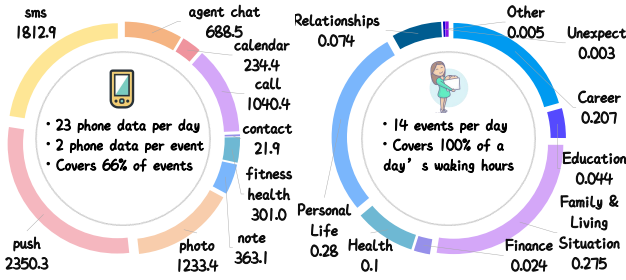 sms
1812.9
agent chat
688.5
calendar
234.4
call
1040.4
contact
21.9
fitness
health
301.0
note
363.1
photo
1233.4
push
2350.3
• 23 phone data per day
• 2 phone data per event
• Covers 66% of events
Relationships
0.074
Other
0.005
Unexpect
0.003
Career
0.207
Education
0.044
Family &
Living
Situation
0.275
Finance
0.024
Health
0.1
Personal
Life
0.28
• 14 events per day
• Covers 100% of a
day's waking hours